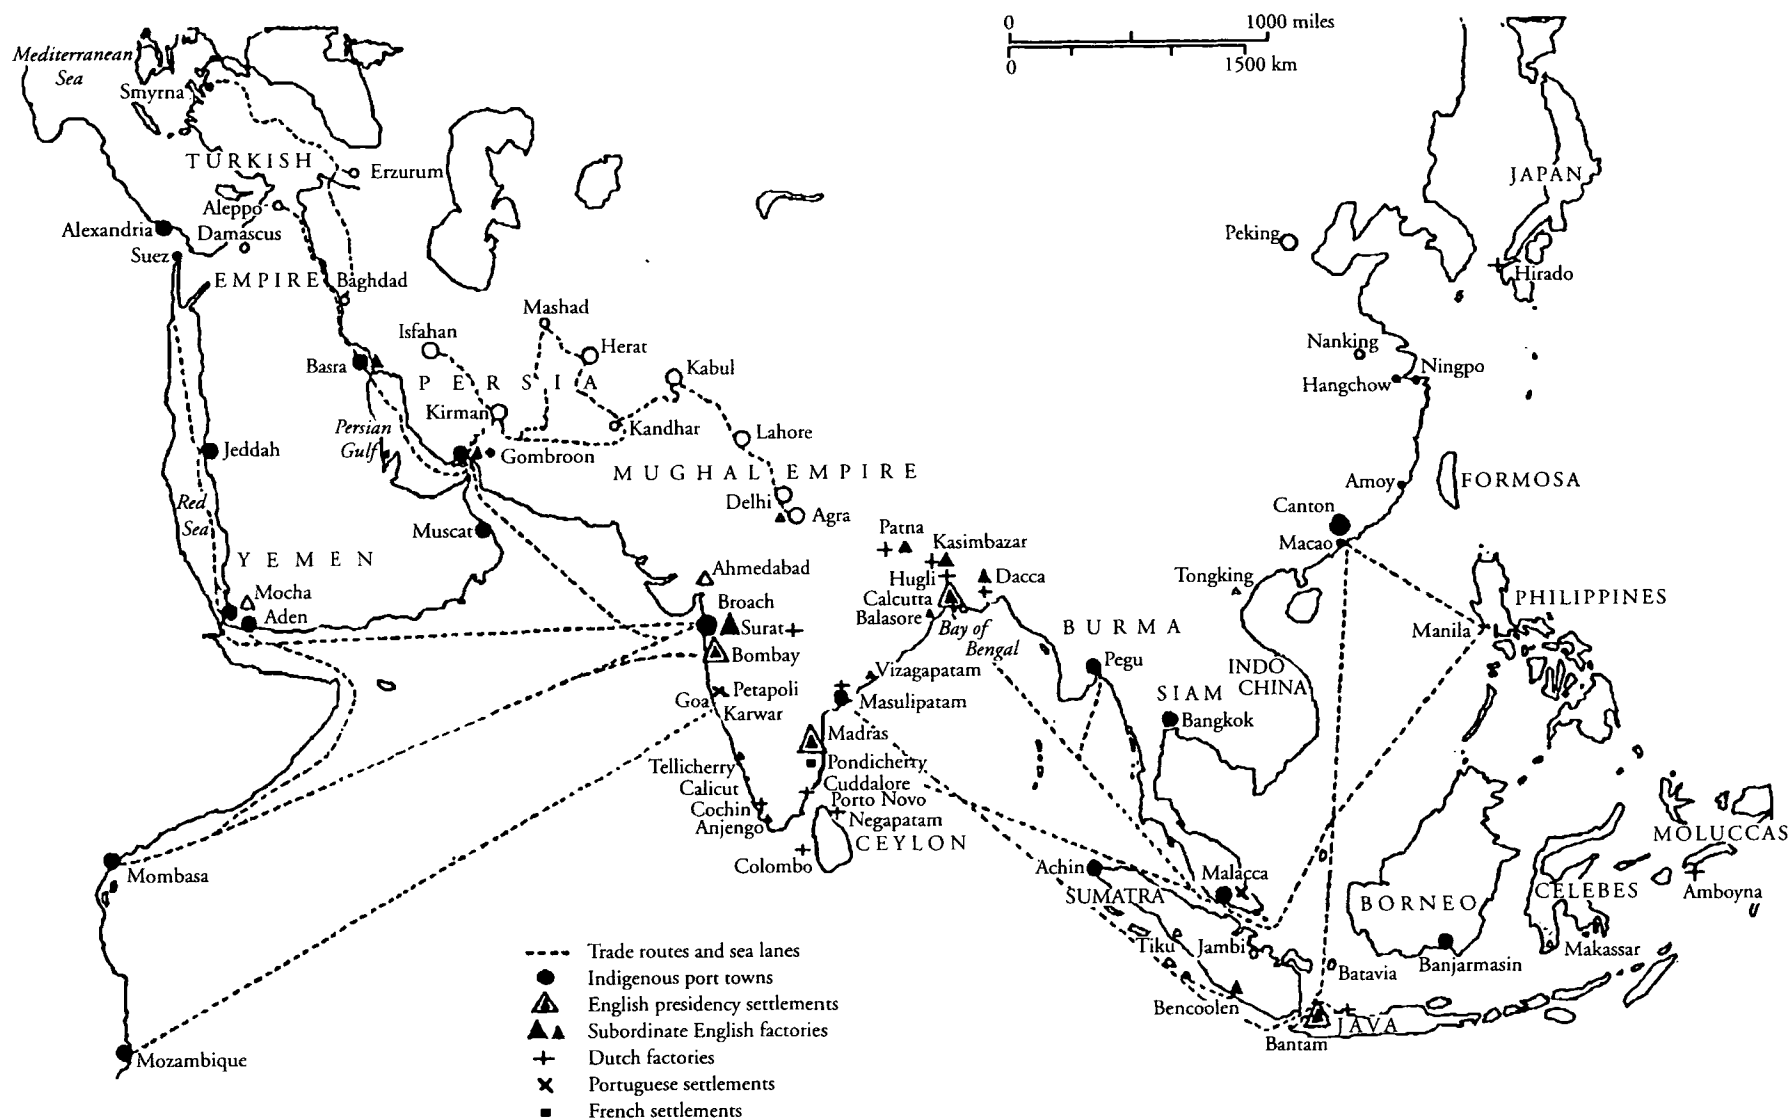 0 1000 miles
0 1500 km
Mediterranean
Sea
Smyrna
TURKISH
Erzurum
JAPAN
Aleppo
Alexandria
Damascus
Peking
Suez
Hirado
EMPIRE
Baghdad
Mashad
Isfahan
Herat
Nanking
Basra
Kabul
Ningpo
PERSIA
Hangchow
Kirman
Persian
Gulf
Kandhar
Lahore
Jeddah
Gombroon
MUGHAL EMPIRE
Amoy
FORMOSA
Red
Sea
Delhi
Agra
Canton
Muscat
Patna
Macao
YEMEN
Kasimbazar
Ahmedabad
Hugli
Dacca
Tongking
Mocha
Calcutta
PHILIPPINES
Aden
Broach
Balasore
Surat
Bay of
Bengal
BURMA
Manila
Bombay
Pegu
INDO
CHINA
Vizagapatam
Petapoli
SIAM
Goa
Masulipatam
Karwar
Bangkok
Madras
Tellicherry
Pondicherry
Calicut
Cuddalore
Cochin
Porto Novo
Anjengo
Negapatam
MOLUCCAS
CEYLON
Colombo
Achin
Malacca
Mombasa
SUMATRA
CELEBES
Amboyna
BORNEO
Tiku
Jambi
Makassar
Batavia
Banjarmasin
Bencoolen
JAVA
Bantam
Mozambique
Trade routes and sea lanes
Indigenous port towns
English presidency settlements
Subordinate English factories
Dutch factories
Portuguese settlements
French settlements